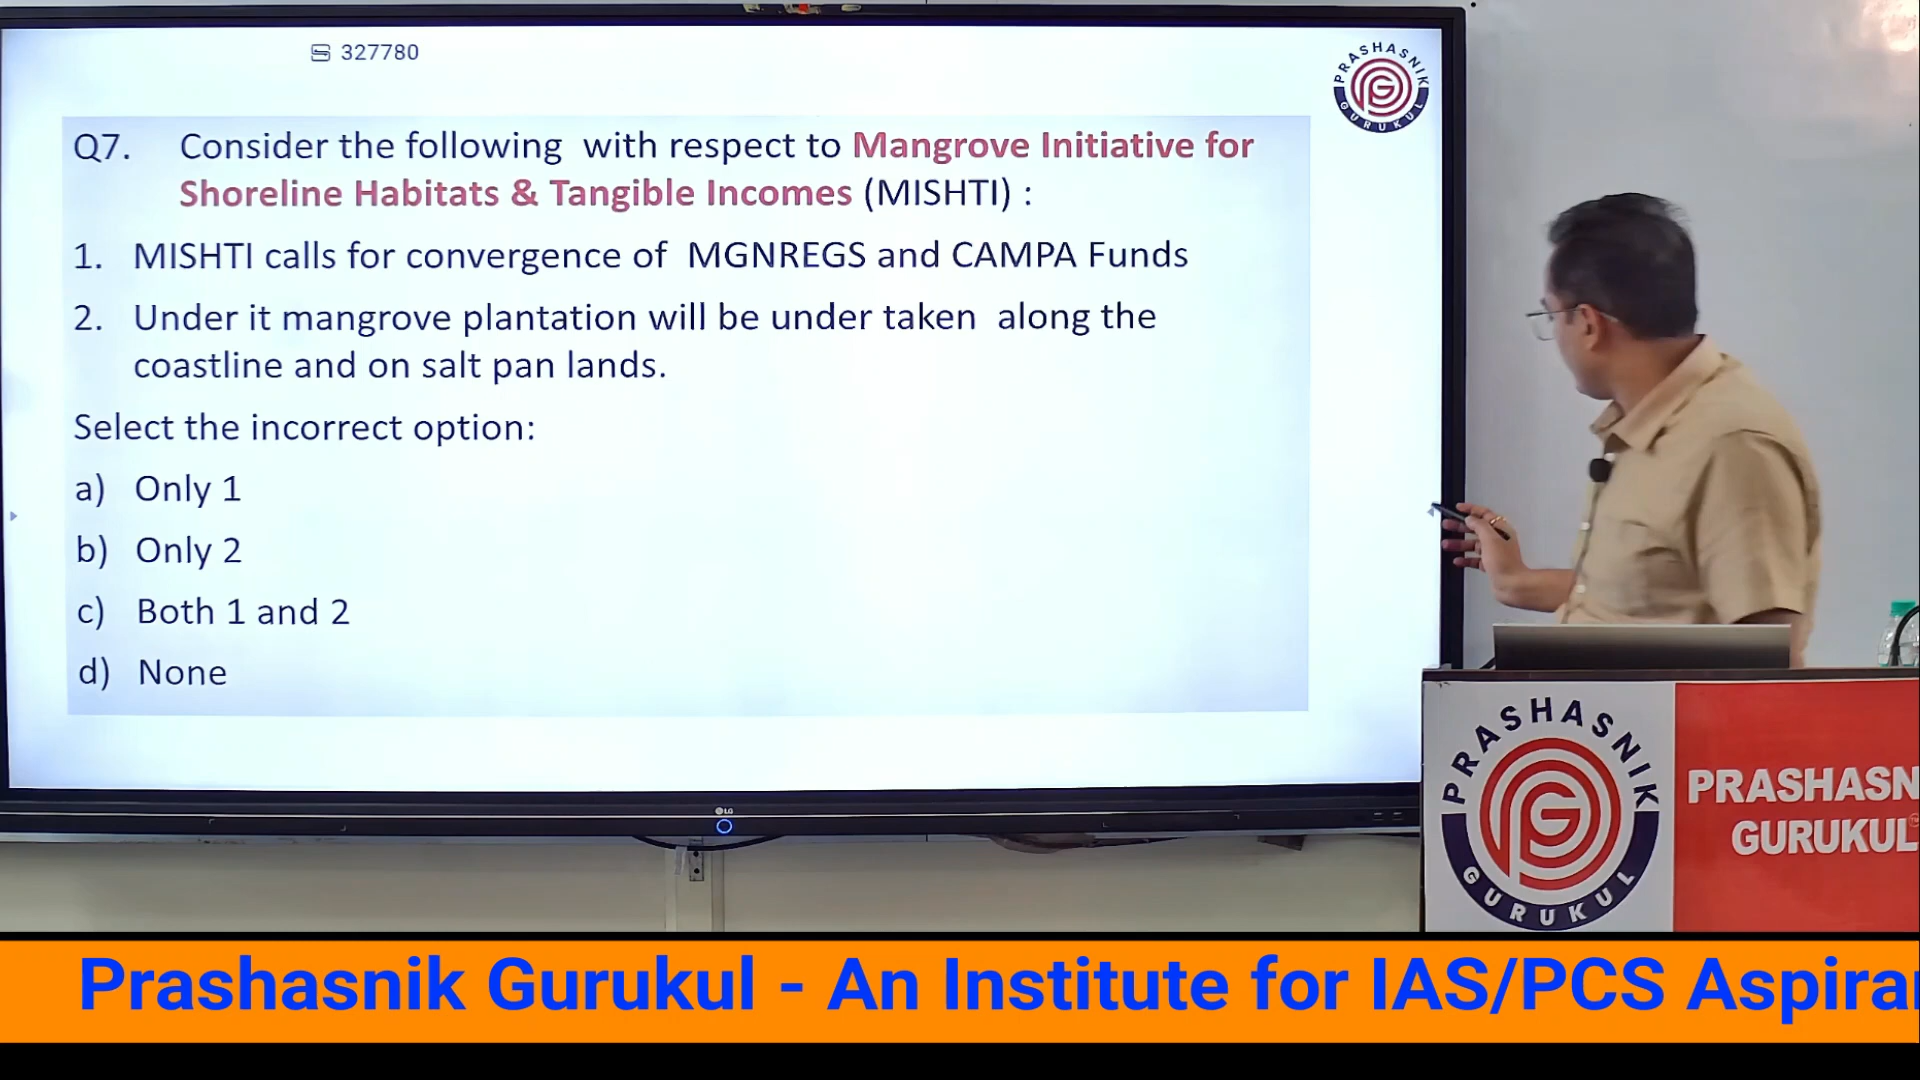 327780
PRASHASNIK
GURUKUL
Q7. Consider the following with respect to Mangrove Initiative for
Shoreline Habitats & Tangible Incomes (MISHTI) :
1. MISHTI calls for convergence of MGNREGS and CAMPA Funds
2. Under it mangrove plantation will be under taken along the
coastline and on salt pan lands.
Select the incorrect option:
a) Only 1
b) Only 2
c) Both 1 and 2
d) None
LG
PRASHASNIK
GURUKUL
PRASHASN
GURUKUL
Prashasnik Gurukul - An Institute for IAS/PCS Aspira